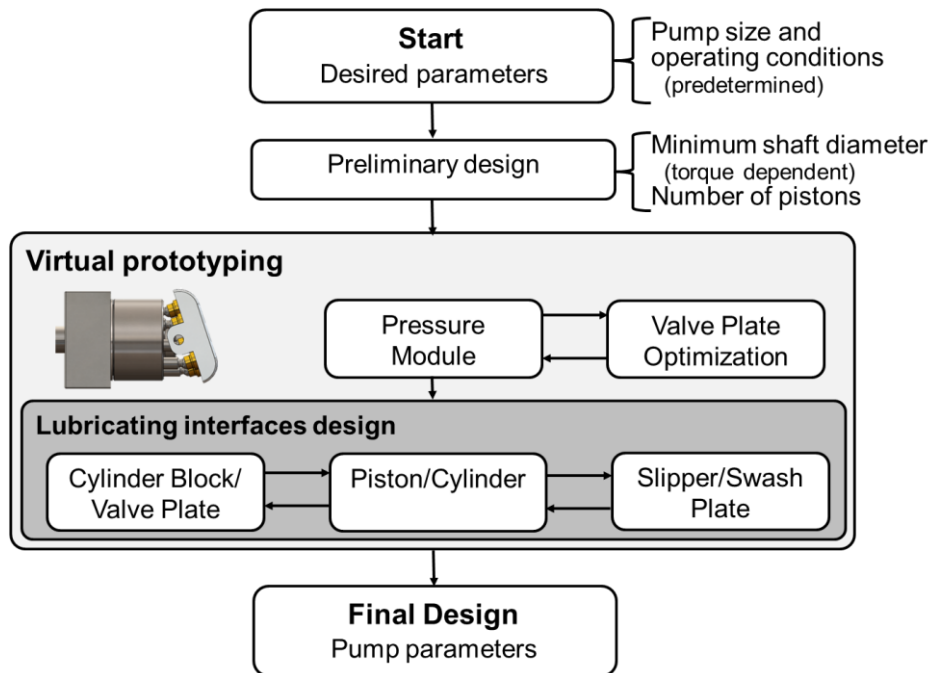 Start
Desired parameters
Pump size and
operating conditions
(predetermined)
Preliminary design
Minimum shaft diameter
(torque dependent)
Number of pistons
Virtual prototyping
Pressure
Module
Valve Plate
Optimization
Lubricating interfaces design
Cylinder Block/
Valve Plate
Piston/Cylinder
Slipper/Swash
Plate
Final Design
Pump parameters